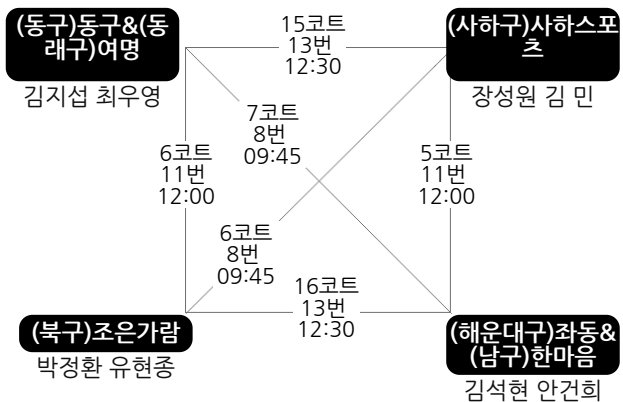 (동구)동구&(동
래구)여명
김지섭 최우영
15코트
13번
12:30
(사하구)사하스포
츠
장성원 김 민
7코트
8번
09:45
6코트
11번
12:00
5코트
11번
12:00
6코트
8번
09:45
16코트
13번
12:30
(북구)조은가람
박정환 유현종
(해운대구)좌동&
(남구)한마음
김석현 안건희